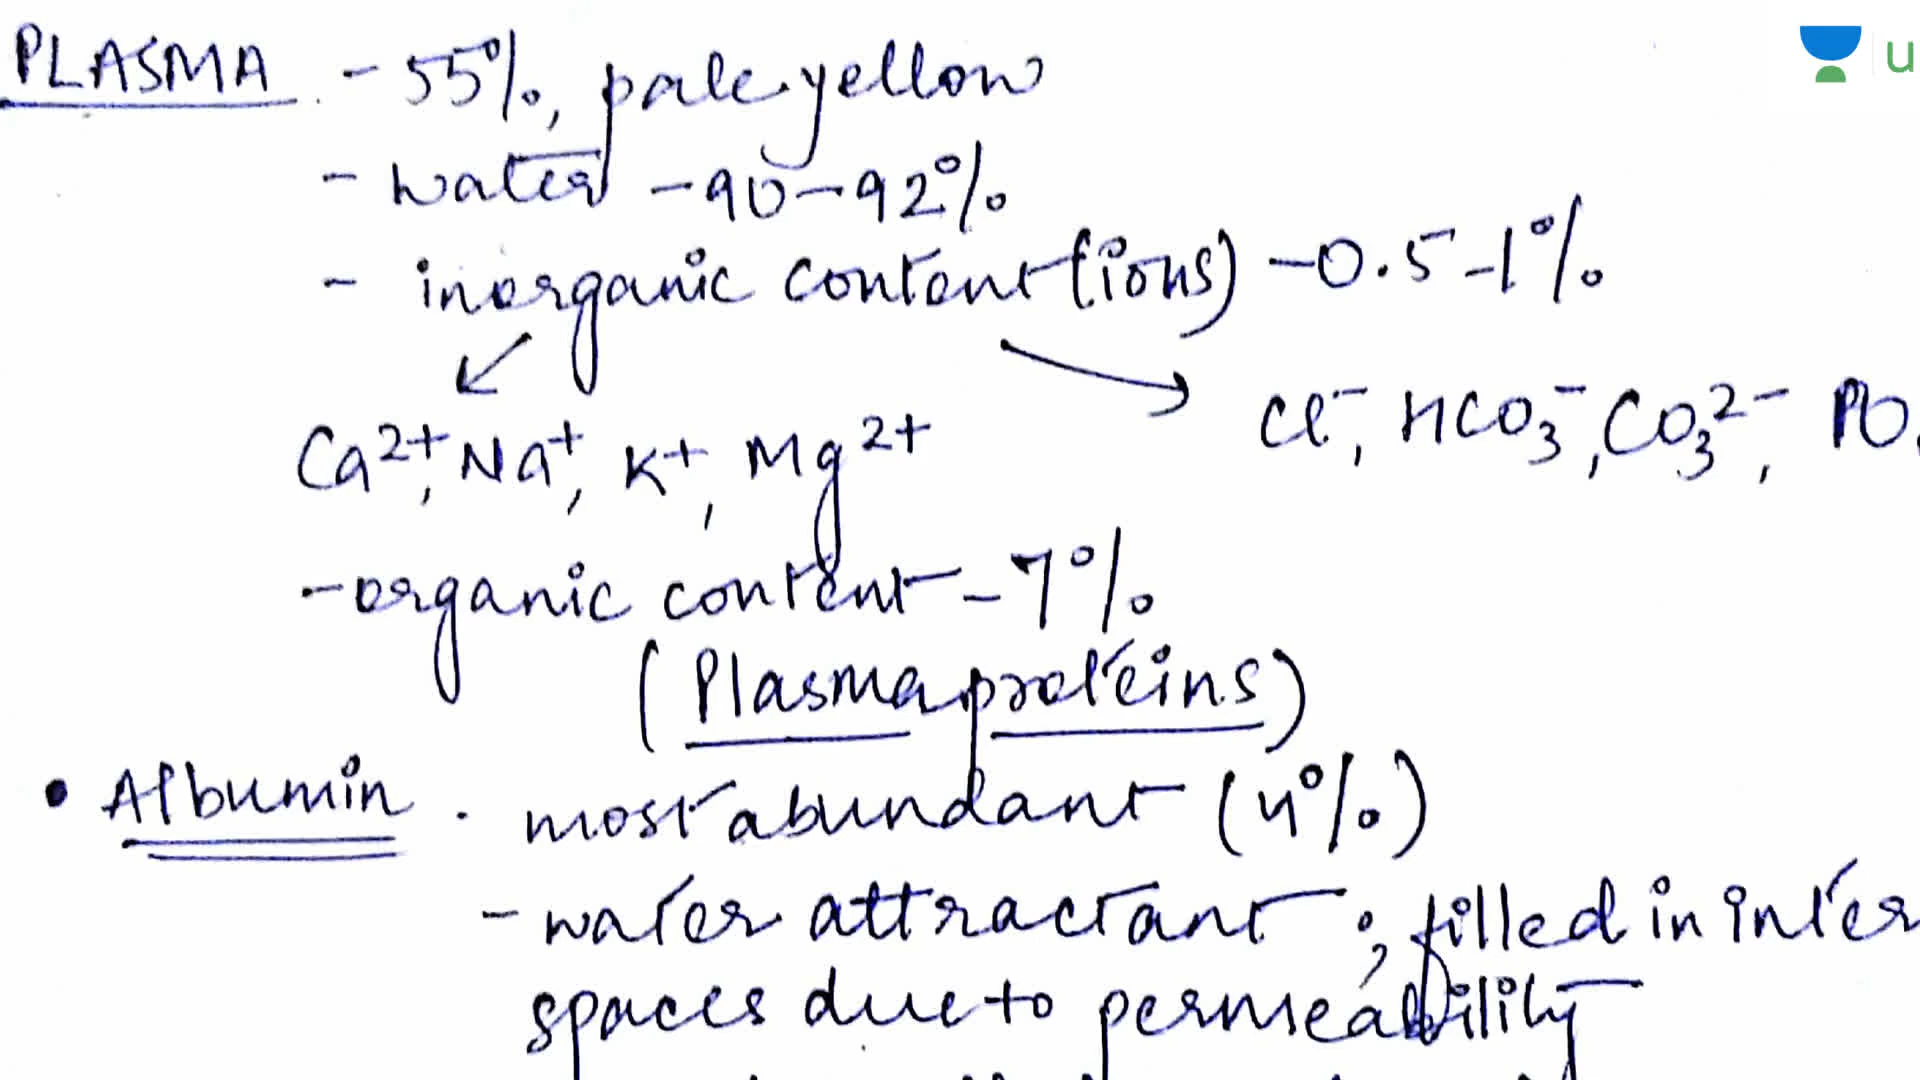 PLASMA - 55%, pale yellow
u
- water - 90-92%
- inorganic content (ions) - 0.5-1%
Ca²⁺, Na⁺, K⁺, Mg²⁺
Cl⁻, HCO₃⁻, CO₃²⁻, PO
- organic content - 7%
(Plasma proteins)
• Albumin - most abundant (4%)
- water attractant; filled in inter
spaces due to permeability